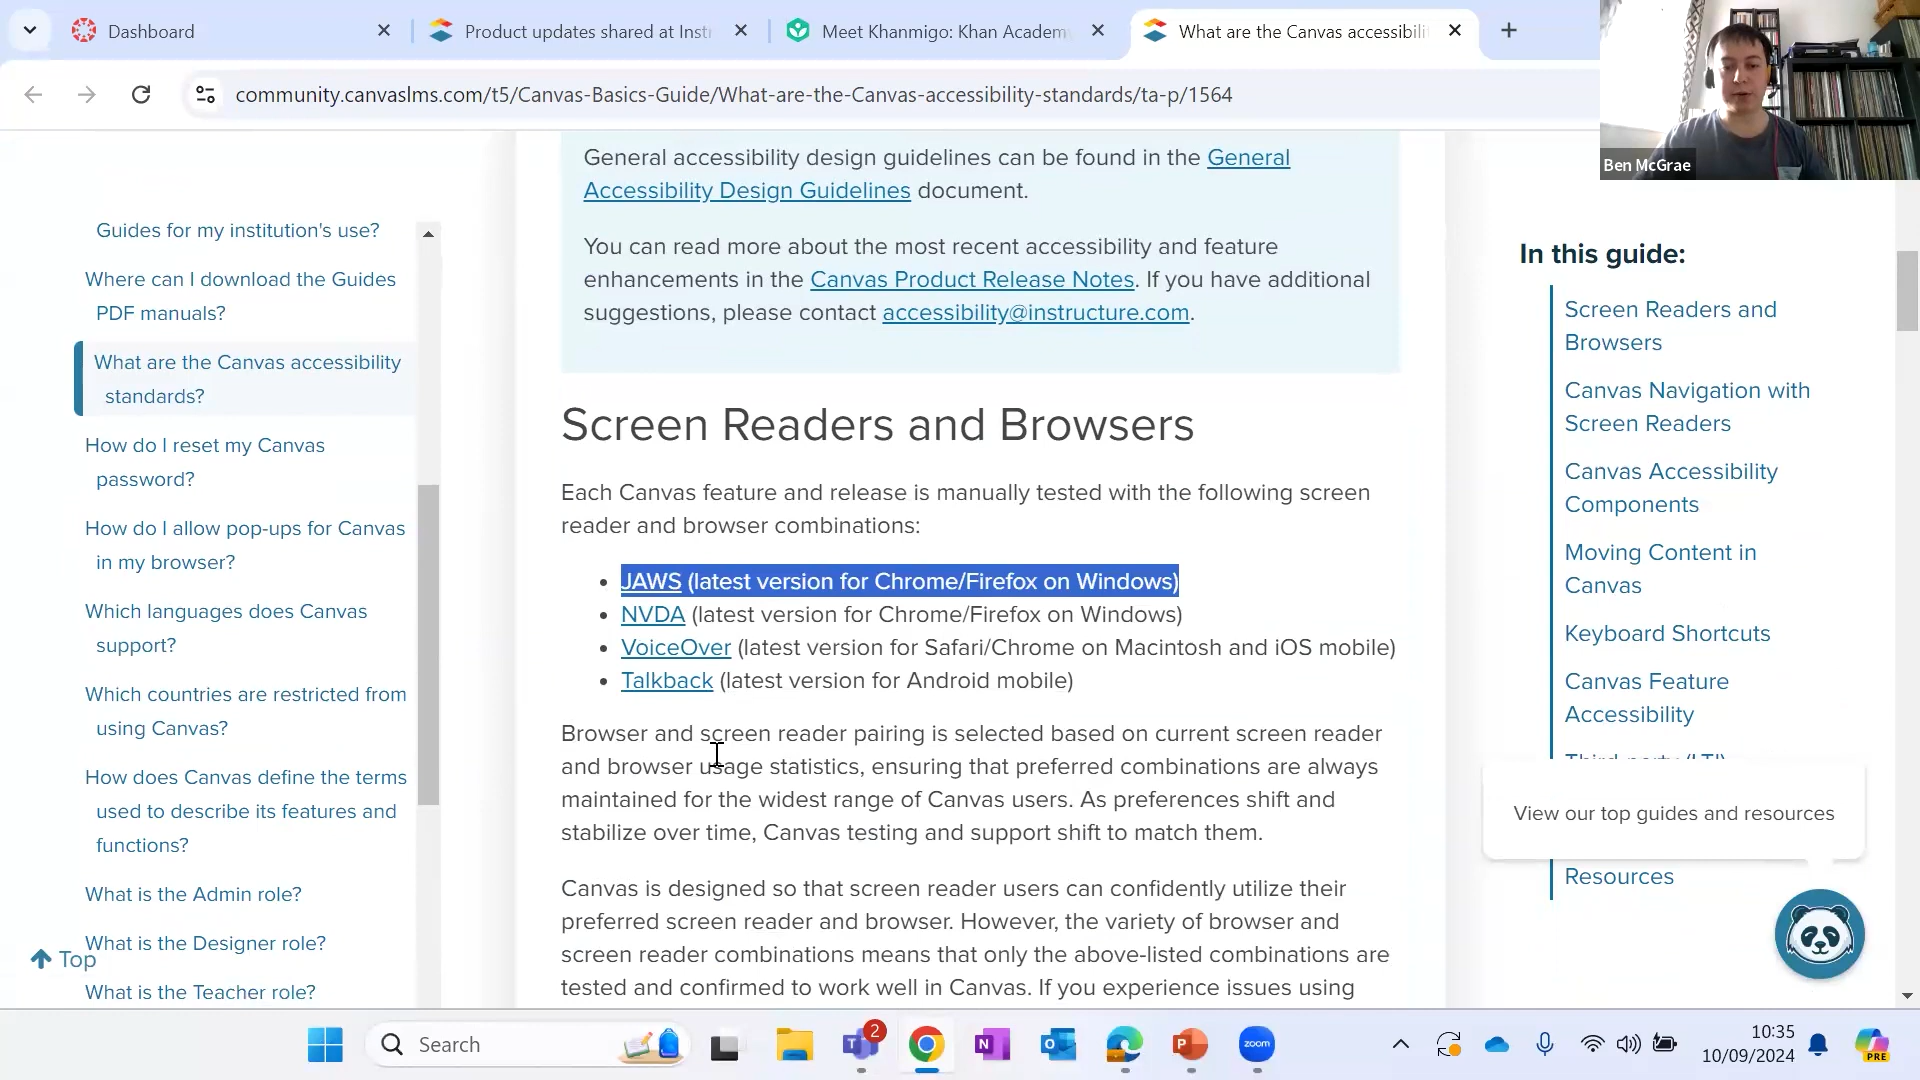 Dashboard
Product updates shared at Instr
Meet Khanmigo: Khan Academ
What are the Canvas accessibili
community.canvaslms.com/t5/Canvas-Basics-Guide/What-are-the-Canvas-accessibility-standards/ta-p/1564
Ben McGrae
Guides for my institution's use?
Where can I download the Guides
PDF manuals?
What are the Canvas accessibility
standards?
How do I reset my Canvas
password?
How do I allow pop-ups for Canvas
in my browser?
Which languages does Canvas
support?
Which countries are restricted from
using Canvas?
How does Canvas define the terms
used to describe its features and
functions?
What is the Admin role?
What is the Designer role?
Top
What is the Teacher role?
General accessibility design guidelines can be found in the General
Accessibility Design Guidelines document.
You can read more about the most recent accessibility and feature
enhancements in the Canvas Product Release Notes. If you have additional
suggestions, please contact accessibility@instructure.com.
Screen Readers and Browsers
Each Canvas feature and release is manually tested with the following screen
reader and browser combinations:
• JAWS (latest version for Chrome/Firefox on Windows)
• NVDA (latest version for Chrome/Firefox on Windows)
• VoiceOver (latest version for Safari/Chrome on Macintosh and iOS mobile)
• Talkback (latest version for Android mobile)
Browser and screen reader pairing is selected based on current screen reader
and browser usage statistics, ensuring that preferred combinations are always
maintained for the widest range of Canvas users. As preferences shift and
stabilize over time, Canvas testing and support shift to match them.
Canvas is designed so that screen reader users can confidently utilize their
preferred screen reader and browser. However, the variety of browser and
screen reader combinations means that only the above-listed combinations are
tested and confirmed to work well in Canvas. If you experience issues using
In this guide:
Screen Readers and
Browsers
Canvas Navigation with
Screen Readers
Canvas Accessibility
Components
Moving Content in
Canvas
Keyboard Shortcuts
Canvas Feature
Accessibility
Third-party (LTI)
View our top guides and resources
Resources
Search
2
zoom
10:35
10/09/2024
PRE